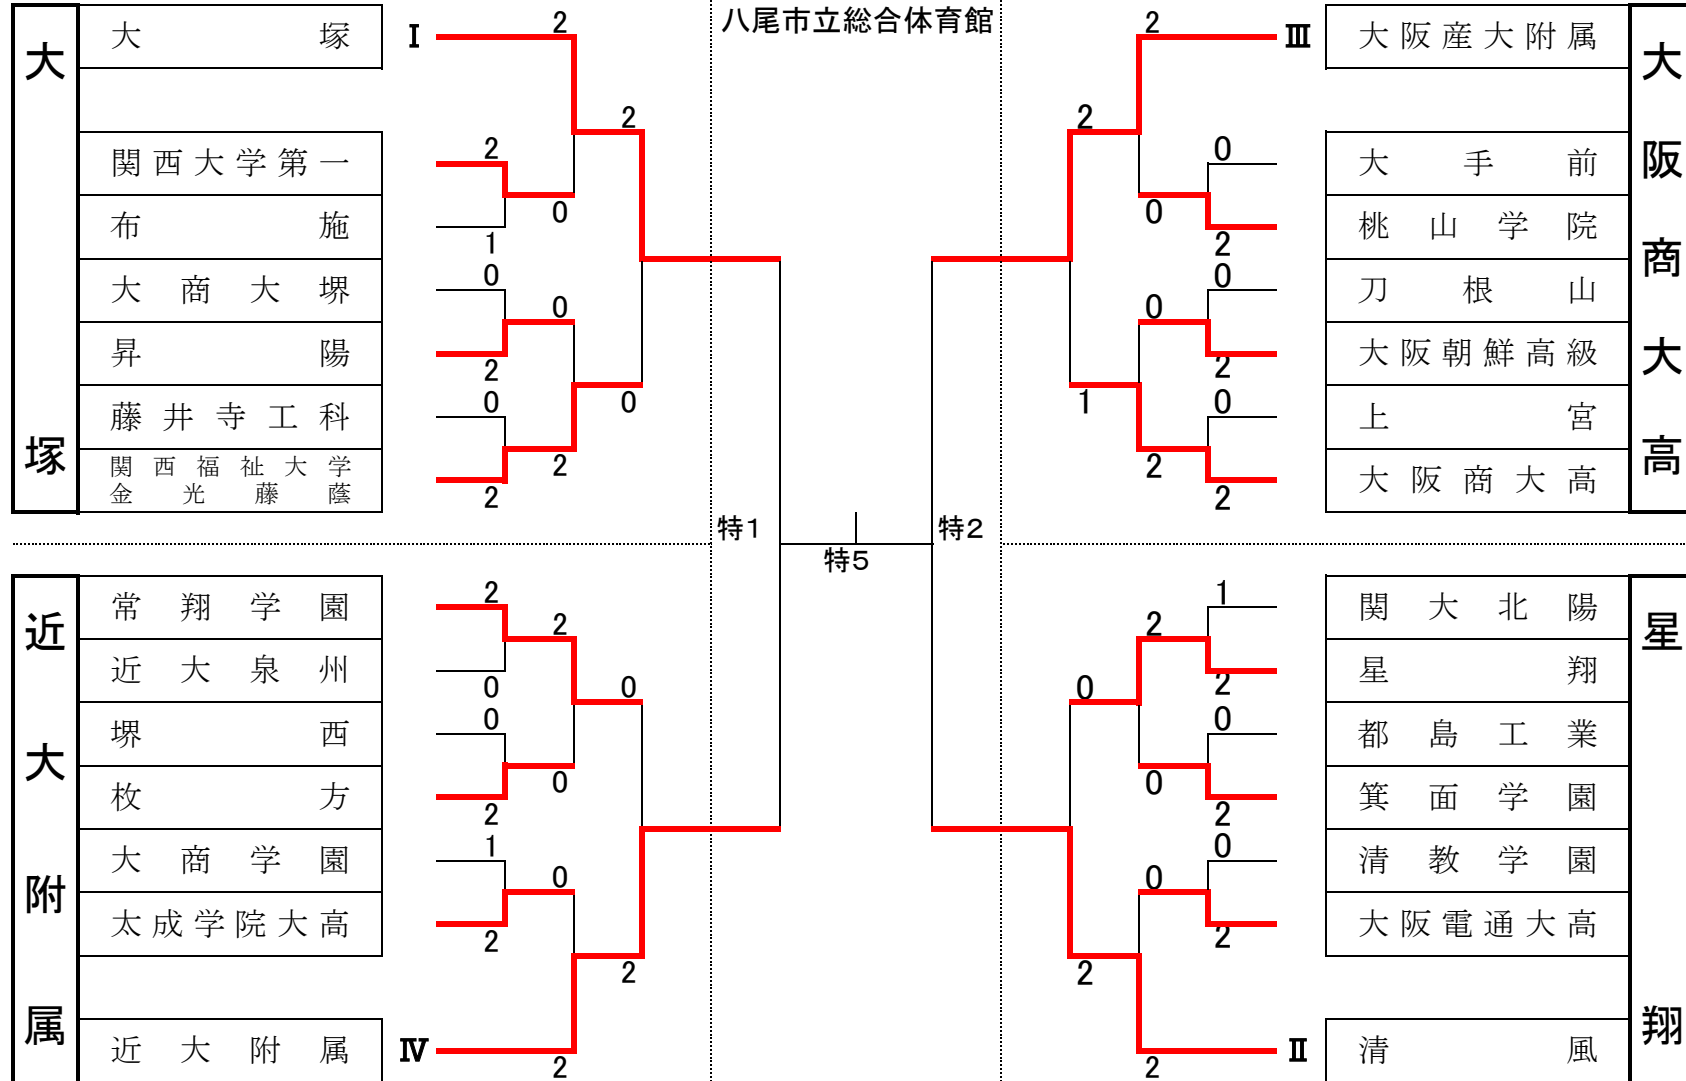 八尾市立総合体育館
大塚
大塚 Ⅰ 2
2
関西大学第一 2
0
布施 1
大商大堺 0
0
昇陽 2
0
藤井寺工科 0
2
関西福祉大学
金光藤蔭 2
大阪商大高
2 Ⅲ 大阪産大附属
2
0 大手前
0
2 桃山学院
0 刀根山
0
2 大阪朝鮮高級
1
0 上宮
2
2 大阪商大高
特1
特2
特5
近大附属
常翔学園 2
2
近大泉州 0
0
堺西 0
0
枚方 2
大商学園 1
0
太成学院大高 2
2
近大附属 Ⅳ 2
星翔
1 関大北陽
2
2 星翔
0
0 都島工業
0
2 箕面学園
0 清教学園
0
2 大阪電通大高
2
2 Ⅱ 清風